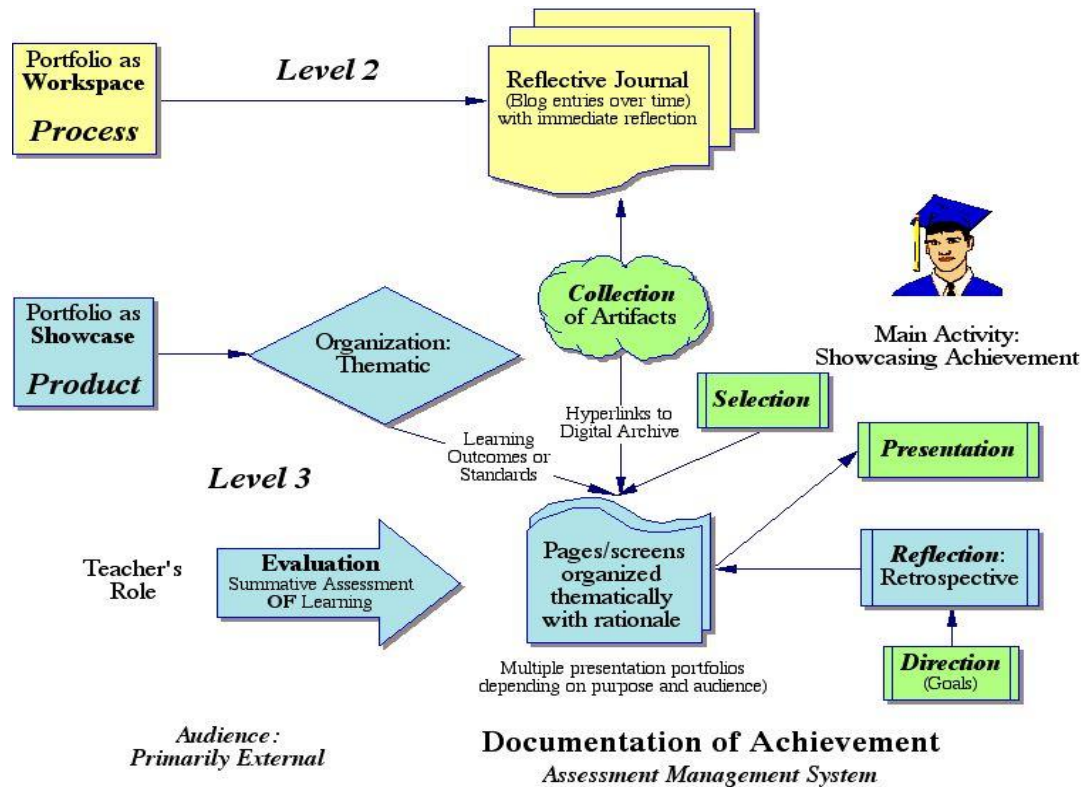 Portfolio as
Workspace
Process
Level 2
Reflective Journal
(Blog entries over time)
with immediate reflection
Portfolio as
Showcase
Product
Organization:
Thematic
Collection
of Artifacts
Main Activity:
Showcasing Achievement
Selection
Hyperlinks to
Digital Archive
Learning
Outcomes or
Standards
Presentation
Level 3
Teacher's
Role
Evaluation
Summative Assessment
OF Learning
Pages/screens
organized
thematically
with rationale
Reflection:
Retrospective
Direction
(Goals)
Multiple presentation portfolios
depending on purpose and audience)
Audience:
Primarily External
Documentation of Achievement
Assessment Management System